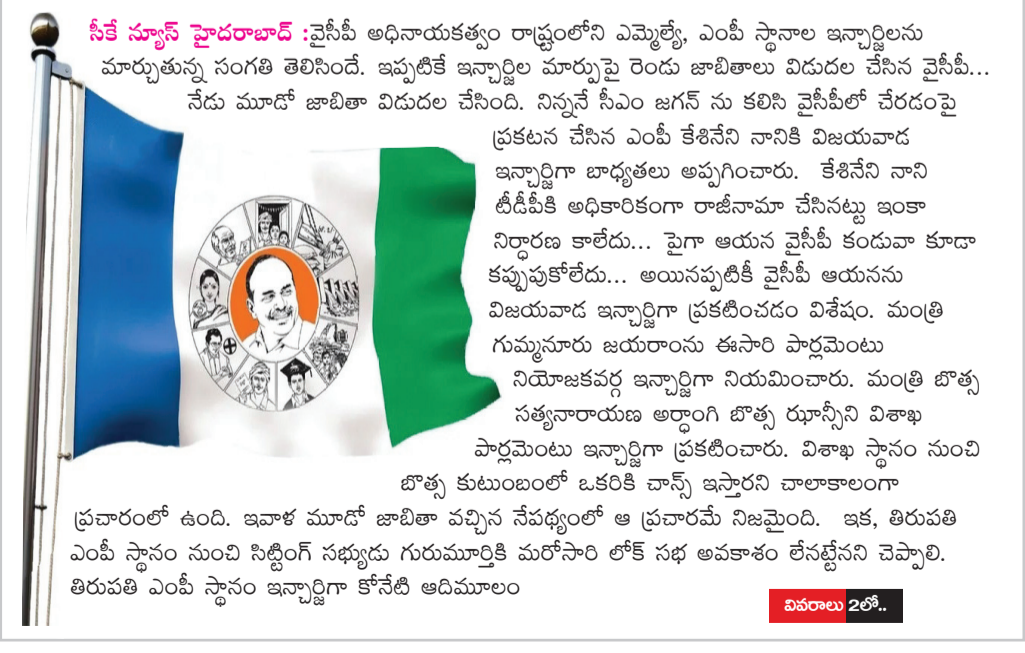 సీకే న్యూస్ హైదరాబాద్ :వైసీపీ అధినాయకత్వం రాష్ట్రంలోని ఎమ్మెల్యే, ఎంపీ స్థానాల ఇన్చార్జిలను
మార్చుతున్న సంగతి తెలిసిందే. ఇప్పటికే ఇన్చార్జిల మార్పుపై రెండు జాబితాలు విడుదల చేసిన వైసీపీ...
నేడు మూడో జాబితా విడుదల చేసింది. నిన్ననే సీఎం జగన్ ను కలిసి వైసీపీలో చేరడంపై
ప్రకటన చేసిన ఎంపీ కేశినేని నానికి విజయవాడ
ఇన్చార్జిగా బాధ్యతలు అప్పగించారు. కేశినేని నాని
టీడీపీకి అధికారికంగా రాజీనామా చేసినట్టు ఇంకా
నిర్ధారణ కాలేదు... పైగా ఆయన వైసీపీ కండువా కూడా
కప్పుపుకోలేదు... అయినప్పటికీ వైసీపీ ఆయనను
విజయవాడ ఇన్చార్జిగా ప్రకటించడం విశేషం. మంత్రి
గుమ్మనూరు జయరాంను ఈసారి పార్లమెంటు
నియోజకవర్గ ఇన్చార్జిగా నియమించారు. మంత్రి బొత్స
సత్యనారాయణ అర్ధాంగి బొత్స ఝాన్సీని విశాఖ
పార్లమెంటు ఇన్చార్జిగా ప్రకటించారు. విశాఖ స్థానం నుంచి
బొత్స కుటుంబంలో ఒకరికి చాన్స్ ఇస్తారని చాలాకాలంగా
ప్రచారంలో ఉంది. ఇవాళ మూడో జాబితా వచ్చిన నేపథ్యంలో ఆ ప్రచారమే నిజమైంది. ఇక, తిరుపతి
ఎంపీ స్థానం నుంచి సిట్టింగ్ సభ్యుడు గురుమూర్తికి మరోసారి లోక్ సభ అవకాశం లేనట్టేనని చెప్పాలి.
తిరుపతి ఎంపీ స్థానం ఇన్చార్జిగా కోనేటి ఆదిమూలం
వివరాలు 2లో..